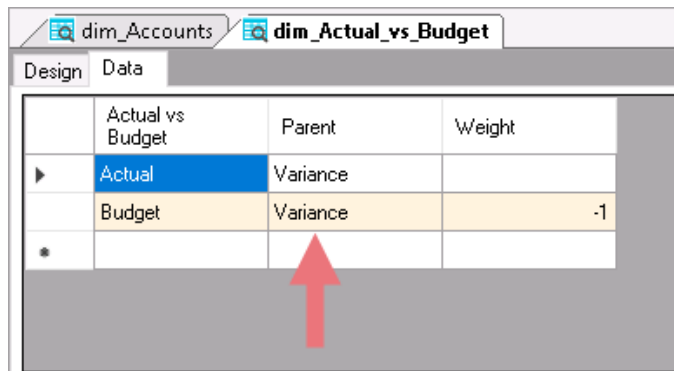 dim_Accounts dim_Actual_vs_Budget
Design Data
Actual vs
Budget
Parent Weight
Actual Variance
Budget Variance -1